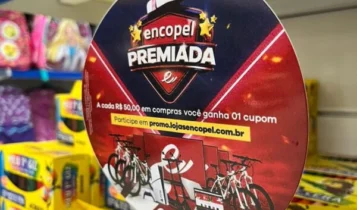 encopel
PREMIADA
e
A cada R$ 50,00 em compras você ganha 01 cupom
Participe em promo.lojasencopel.com.br